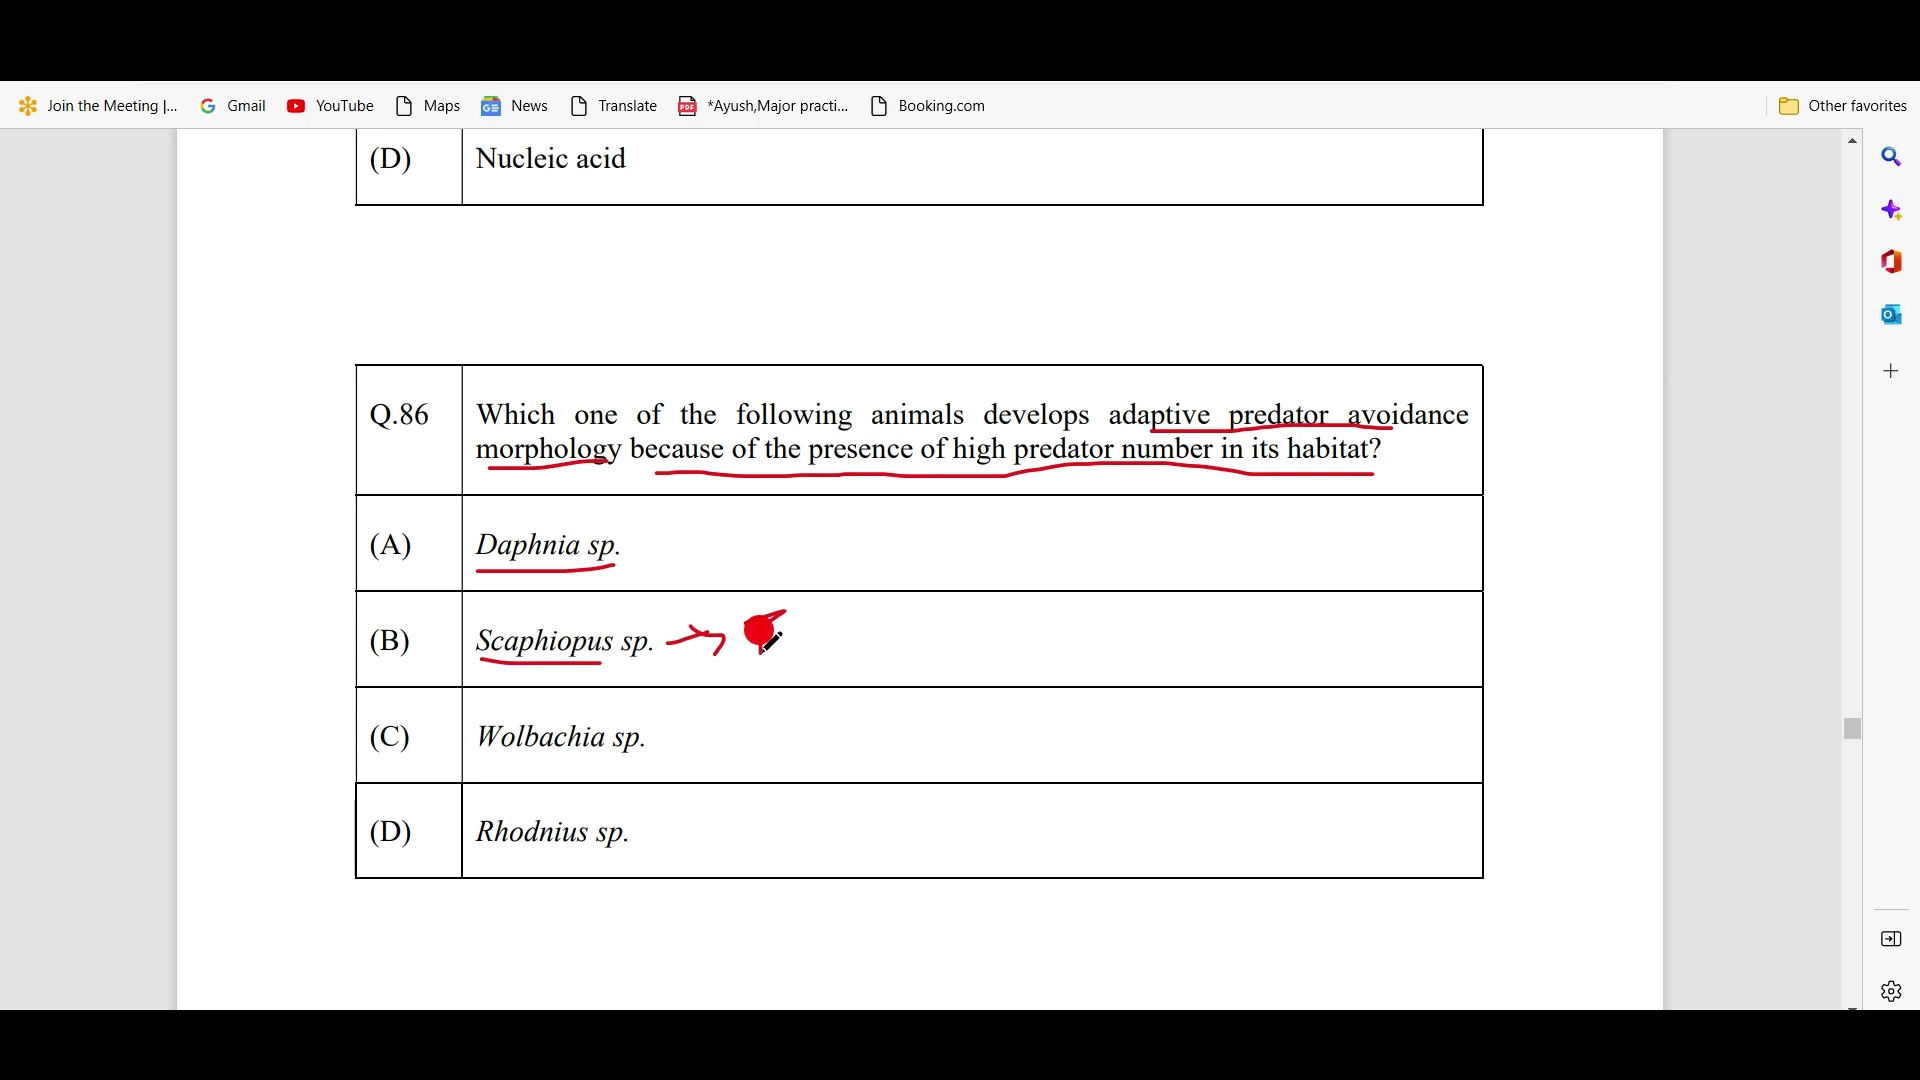 Join the Meeting |... Gmail YouTube Maps News Translate *Ayush,Major practi... Booking.com Other favorites
(D) Nucleic acid
Q.86 Which one of the following animals develops adaptive predator avoidance
morphology because of the presence of high predator number in its habitat?
(A) Daphnia sp.
(B) Scaphiopus sp.
(C) Wolbachia sp.
(D) Rhodnius sp.